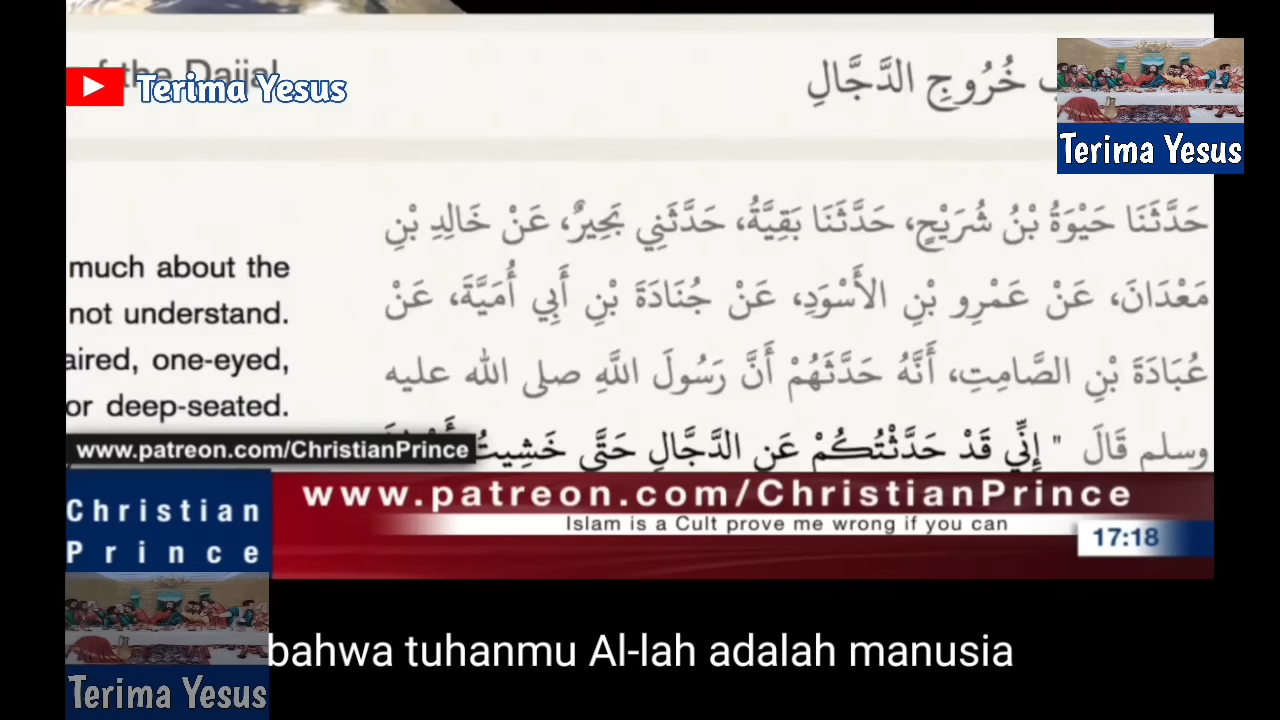 of the Dajjal
خُرُوجِ الدَّجَّالِ
Terima Yesus
Terima Yesus
حَدَّثَنَا حَيْوَةُ بْنُ شُرَيْحٍ، حَدَّثَنَا بَقِيَّةُ، حَدَّثَنِي بَحِيرٌ، عَنْ خَالِدِ بْنِ
مَعْدَانَ، عَنْ عَمْرِو بْنِ الأَسْوَدِ، عَنْ جُنَادَةَ بْنِ أَبِي أُمَيَّةَ، عَنْ
عُبَادَةَ بْنِ الصَّامِتِ، أَنَّهُ حَدَّثَهُمْ أَنَّ رَسُولَ اللَّهِ صلى الله عليه
وسلم قَالَ " إِنِّي قَدْ حَدَّثْتُكُمْ عَنِ الدَّجَّالِ حَتَّى خَشِيتُ
much about the
not understand.
aired, one-eyed,
or deep-seated.
www.patreon.com/ChristianPrince
www.patreon.com/ChristianPrince
Islam is a Cult prove me wrong if you can
17:18
Christian
Prince
bahwa tuhanmu Al-lah adalah manusia
Terima Yesus